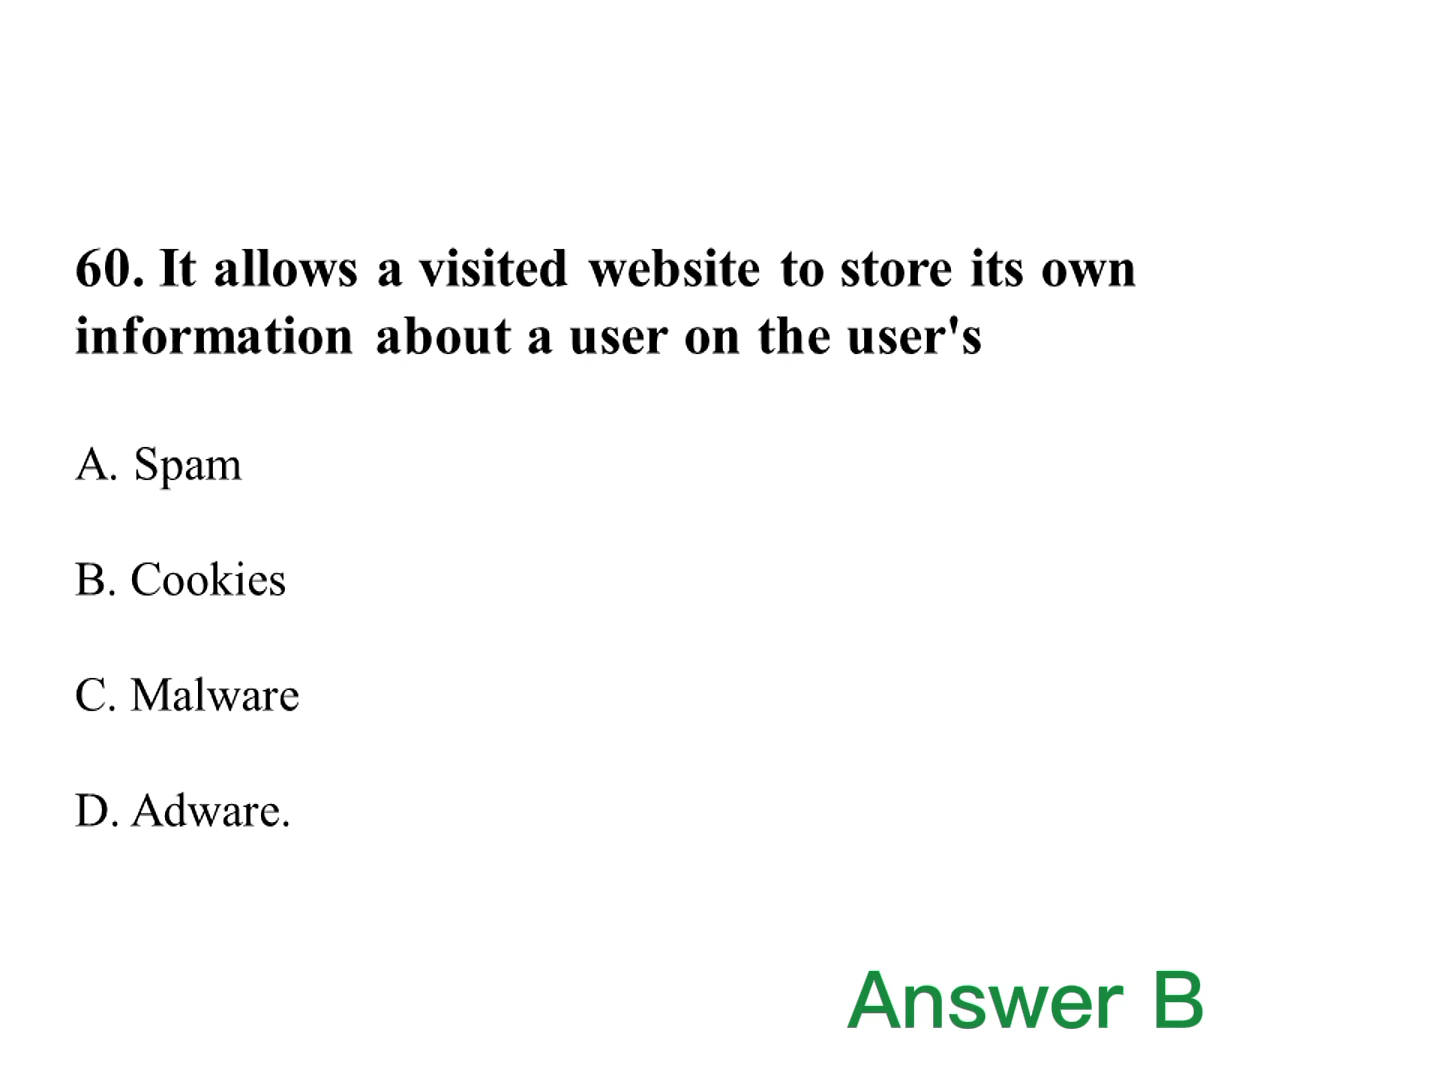 60. It allows a visited website to store its own
information about a user on the user's
A. Spam
B. Cookies
C. Malware
D. Adware.
Answer B